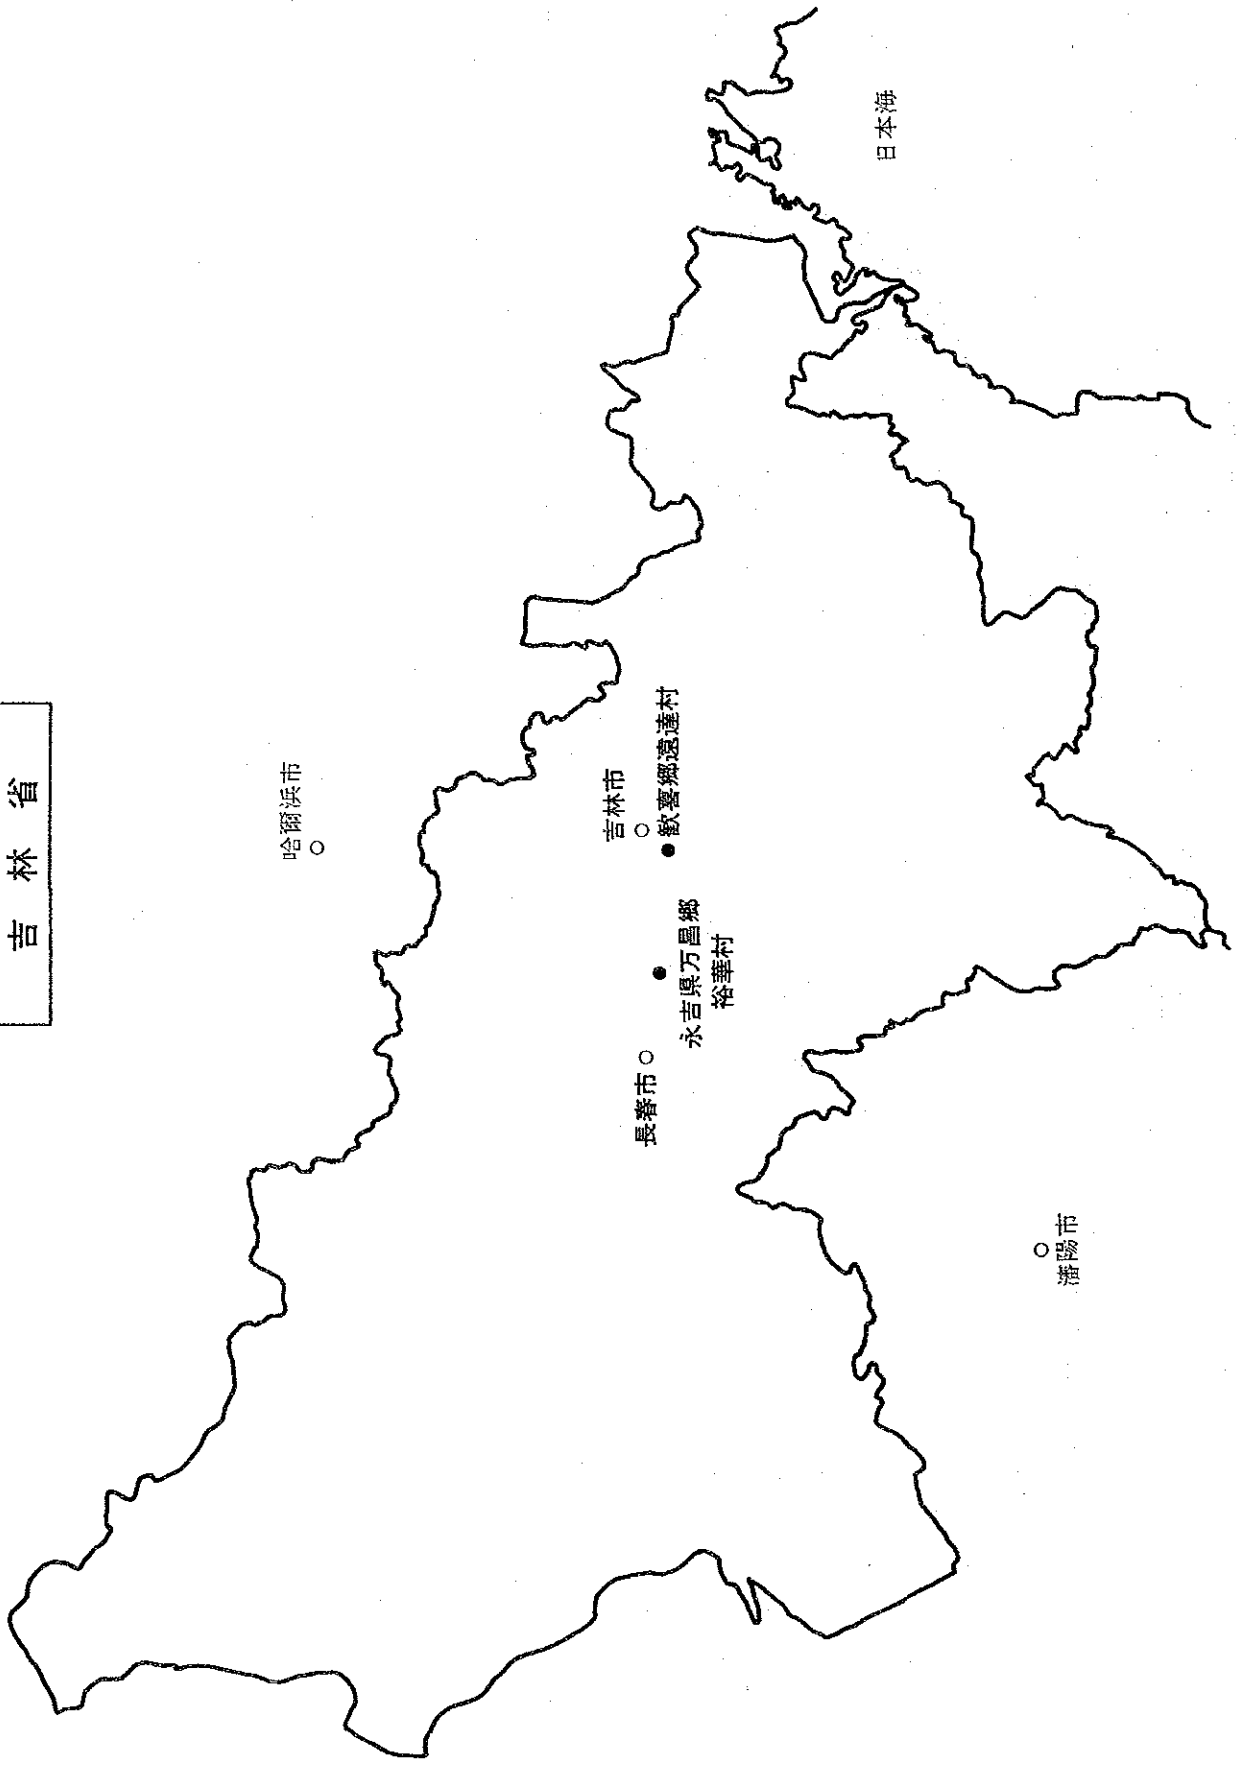 吉林省
哈爾浜市
日本海
吉林市
歓喜郷遠達村
永吉県万昌郷
裕華村
長春市
瀋陽市